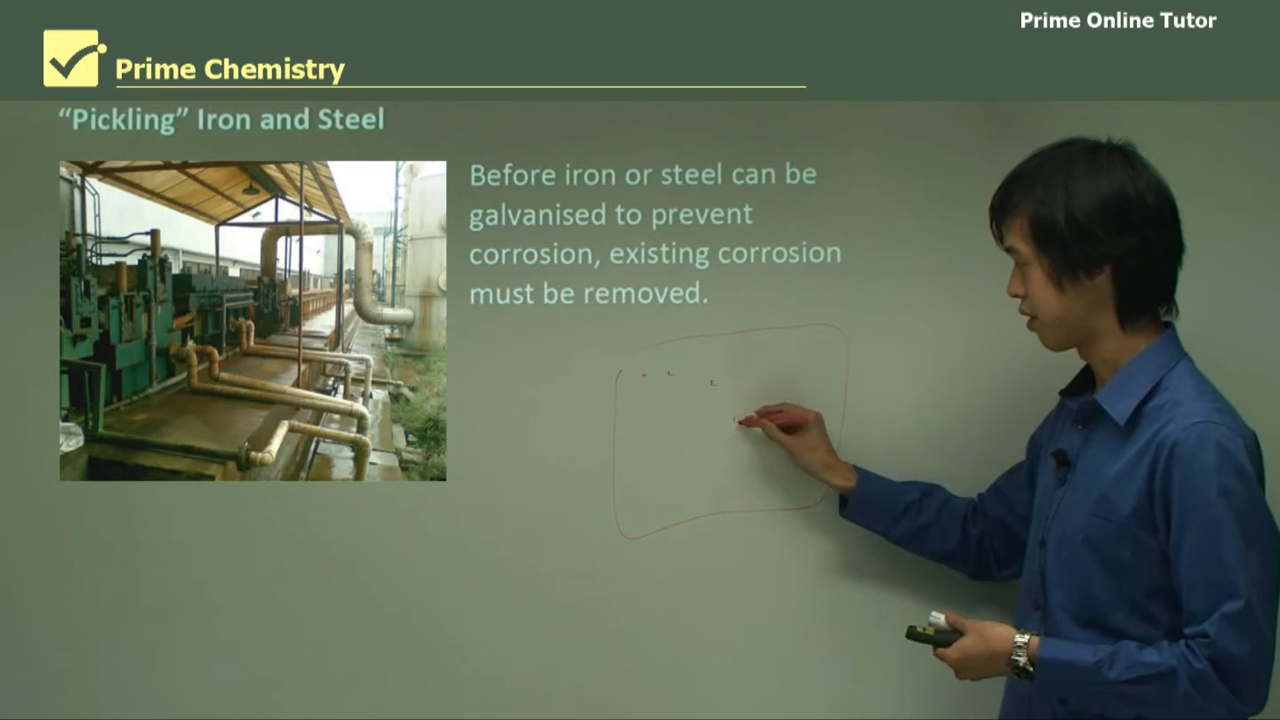 Prime Online Tutor
Prime Chemistry
“Pickling” Iron and Steel
Before iron or steel can be
galvanised to prevent
corrosion, existing corrosion
must be removed.